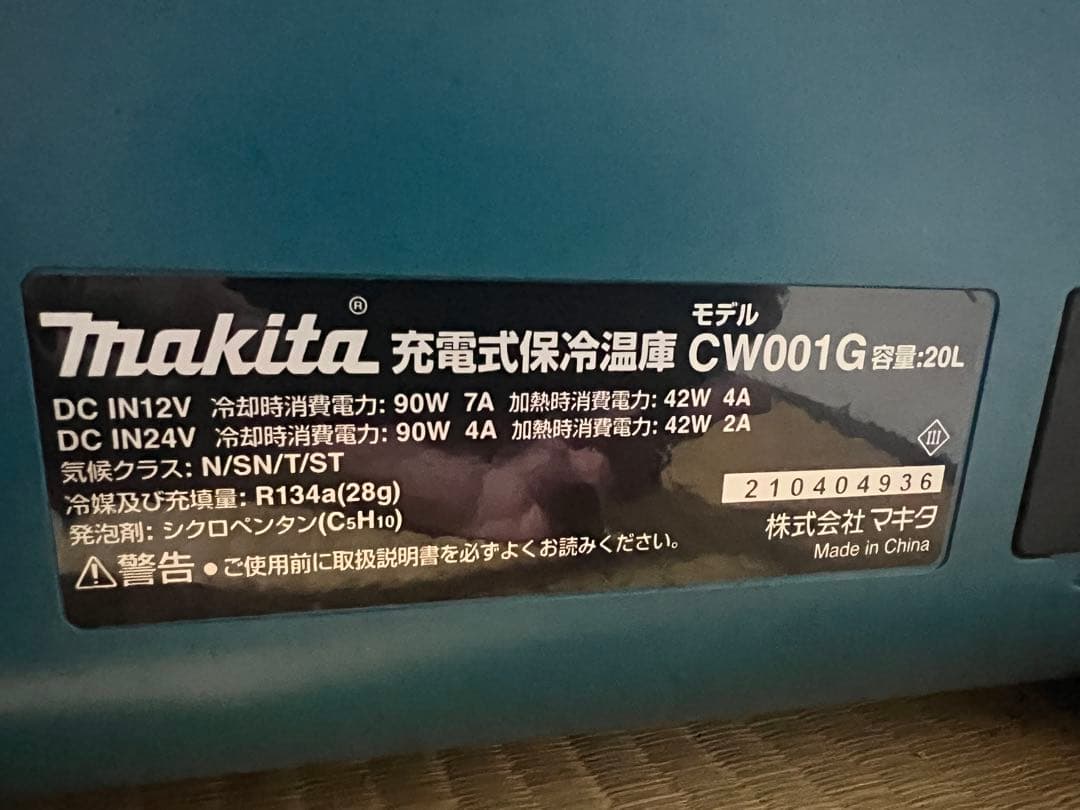 makita® 充電式保冷温庫 モデル CW001G 容量:20L
DC IN12V 冷却時消費電力: 90W 7A 加熱時消費電力: 42W 4A
DC IN24V 冷却時消費電力: 90W 4A 加熱時消費電力: 42W 2A
気候クラス: N/SN/T/ST
冷媒及び充填量: R134a(28g)
発泡剤: シクロペンタン(C5H10)
⚠警告 ●ご使用前に取扱説明書を必ずよくお読みください。
III
210404936
株式会社 マキタ
Made in China